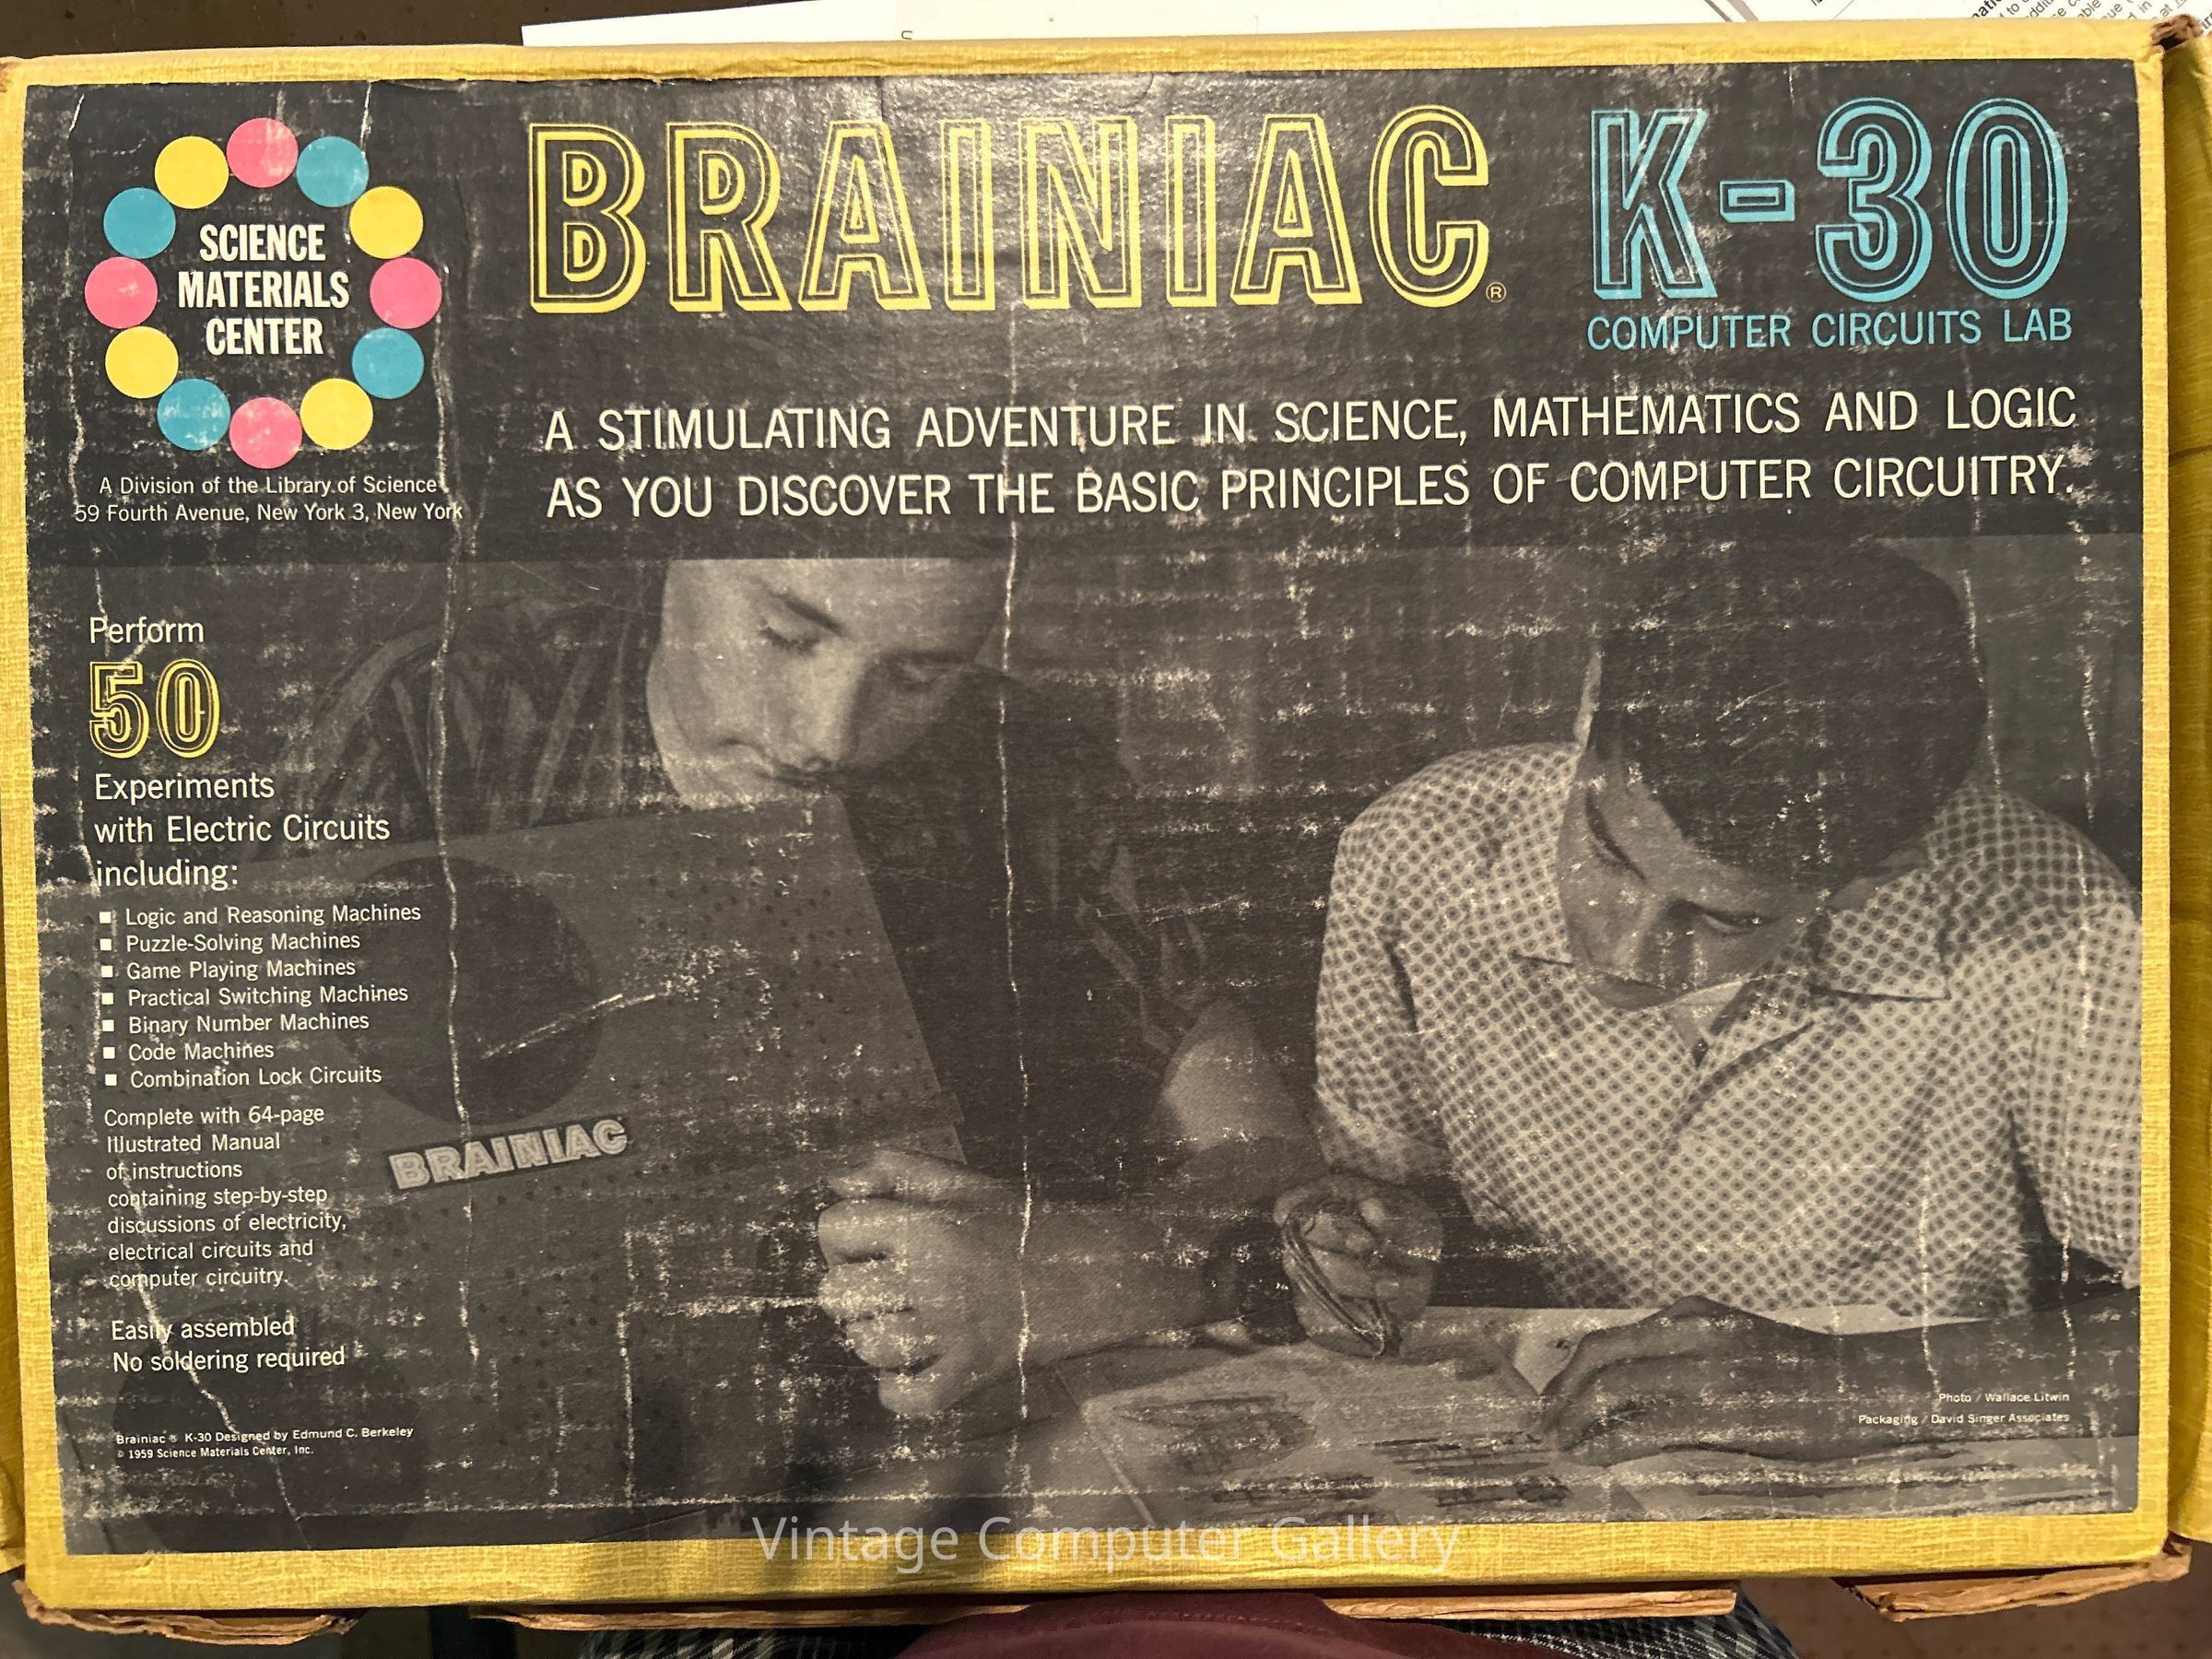 SCIENCE
MATERIALS
CENTER
A Division of the Library of Science
59 Fourth Avenue, New York 3, New York
BRAINIAC® K-30
COMPUTER CIRCUITS LAB
A STIMULATING ADVENTURE IN SCIENCE, MATHEMATICS AND LOGIC
AS YOU DISCOVER THE BASIC PRINCIPLES OF COMPUTER CIRCUITRY.
Perform
50
Experiments
with Electric Circuits
including:
■ Logic and Reasoning Machines
■ Puzzle-Solving Machines
■ Game Playing Machines
■ Practical Switching Machines
■ Binary Number Machines
■ Code Machines
■ Combination Lock Circuits
Complete with 64-page
Illustrated Manual
of instructions
containing step-by-step
discussions of electricity,
electrical circuits and
computer circuitry.
Easily assembled
No soldering required
BRAINIAC
Brainiac ® K-30 Designed by Edmund C. Berkeley
© 1959 Science Materials Center, Inc.
Photo / Wallace Litwin
Packaging / David Singer Associates
Vintage Computer Gallery